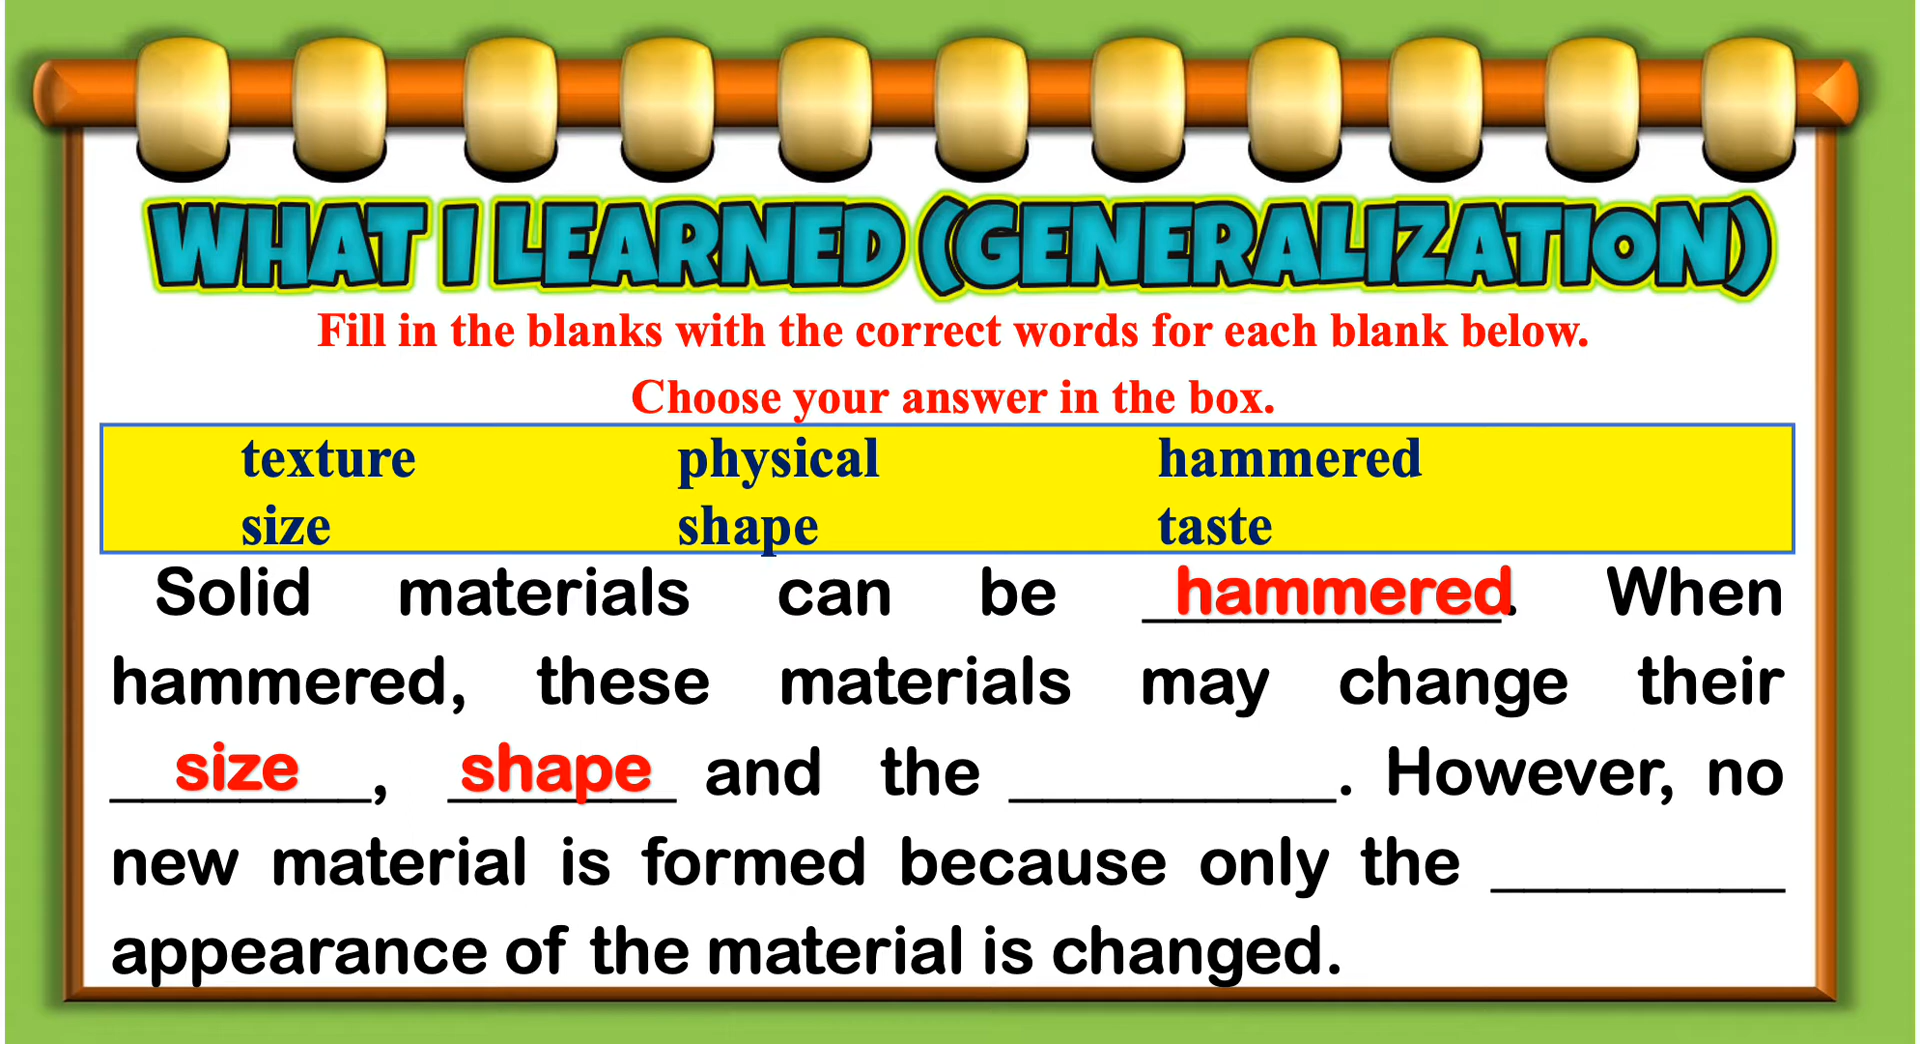 WHAT I LEARNED (GENERALIZATION)
Fill in the blanks with the correct words for each blank below.
Choose your answer in the box.
texture physical hammered
size shape taste
Solid materials can be hammered. When
hammered, these materials may change their
size, shape and the __________. However, no
new material is formed because only the _________
appearance of the material is changed.